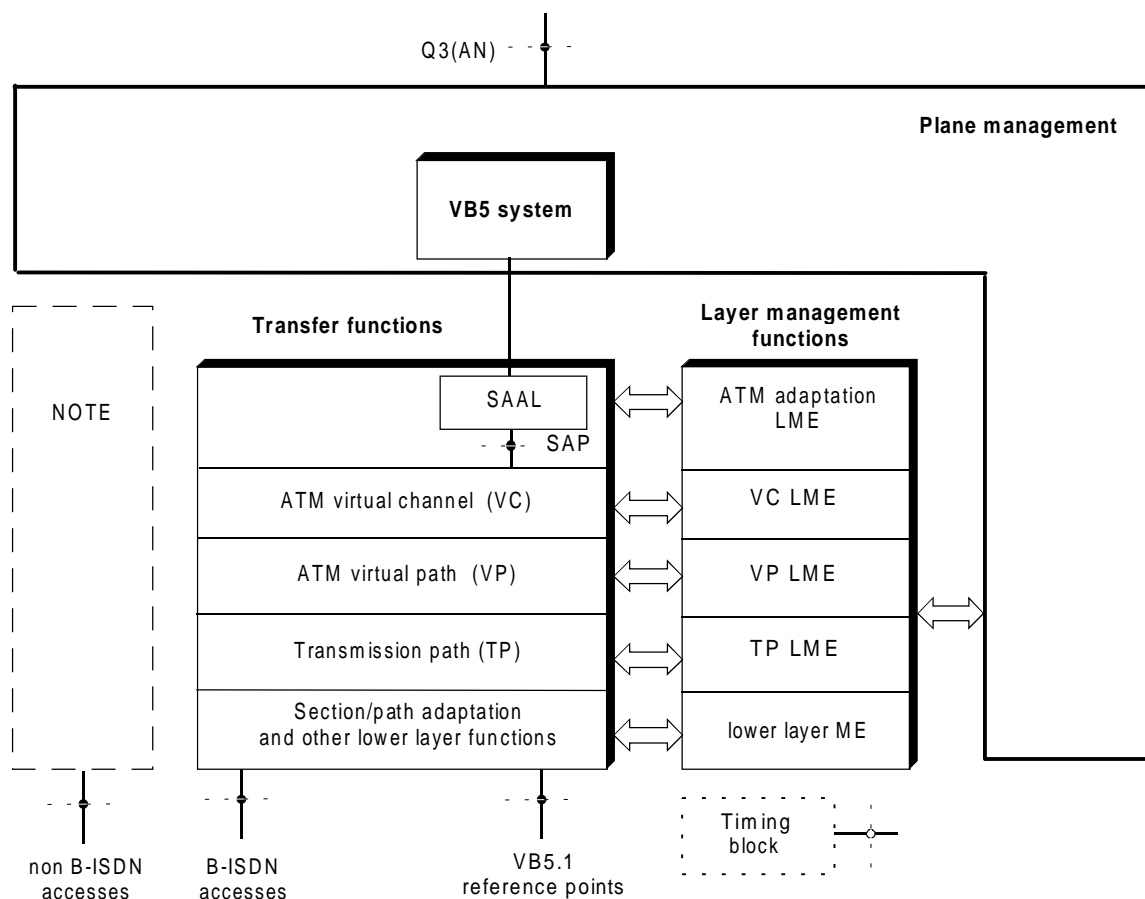 Q3(AN)
Plane management
VB5 system
Transfer functions
Layer management
functions
NOTE
SAAL
SAP
ATM adaptation
LME
ATM virtual channel (VC)
VC LME
ATM virtual path (VP)
VP LME
Transmission path (TP)
TP LME
Section/path adaptation
and other lower layer functions
lower layer ME
Timing
block
non B-ISDN
accesses
B-ISDN
accesses
VB5.1
reference points